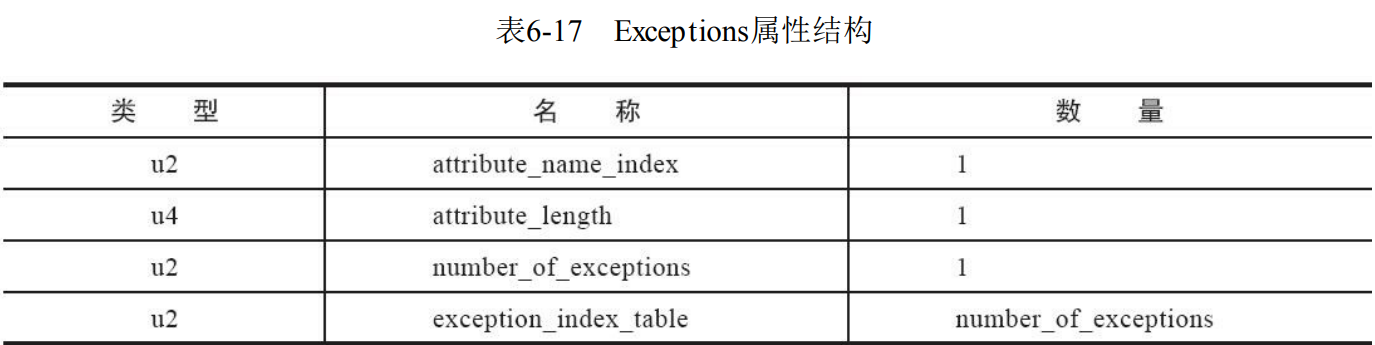 表6-17 Exceptions属性结构
类 型 名 称 数 量
u2 attribute_name_index 1
u4 attribute_length 1
u2 number_of_exceptions 1
u2 exception_index_table number_of_exceptions